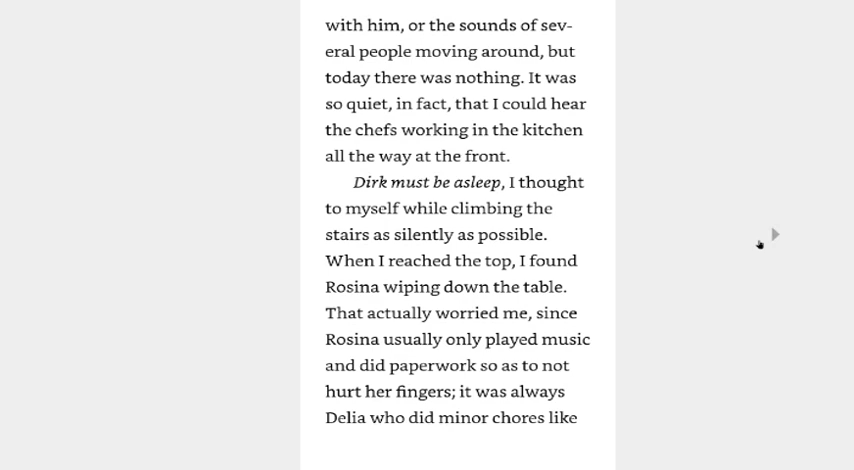 with him, or the sounds of sev-
eral people moving around, but
today there was nothing. It was
so quiet, in fact, that I could hear
the chefs working in the kitchen
all the way at the front.
Dirk must be asleep, I thought
to myself while climbing the
stairs as silently as possible.
When I reached the top, I found
Rosina wiping down the table.
That actually worried me, since
Rosina usually only played music
and did paperwork so as to not
hurt her fingers; it was always
Delia who did minor chores like